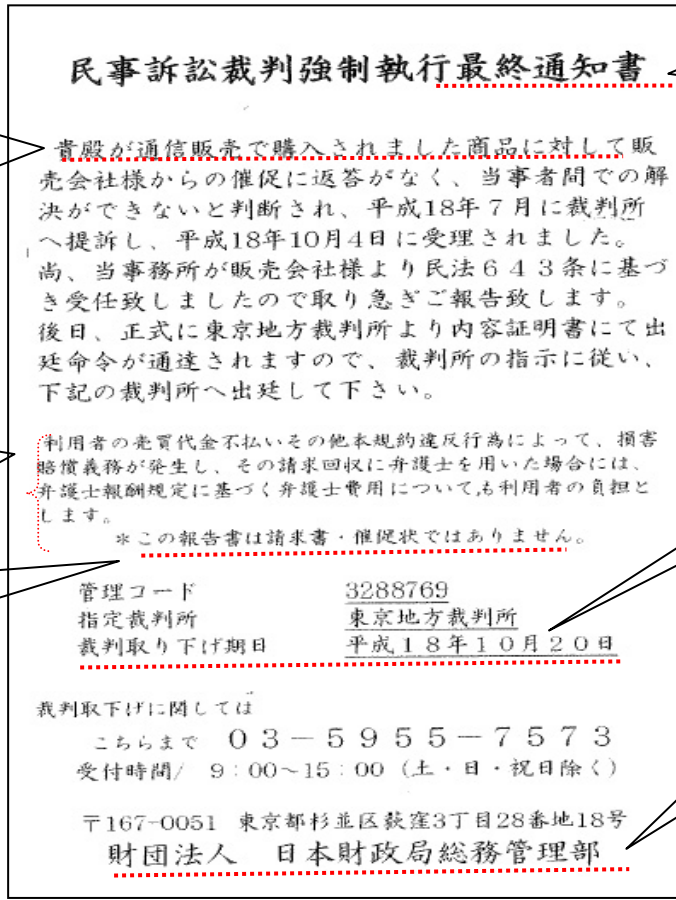 民事訴訟裁判強制執行最終通知書
貴殿が通信販売で購入されました商品に対して販
売会社様からの催促に返答がなく、当事者間での解
決ができないと判断され、平成18年7月に裁判所
へ提訴し、平成18年10月4日に受理されました。
尚、当事務所が販売会社様より民法６４３条に基づ
き受任致しましたので取り急ぎご報告致します。
後日、正式に東京地方裁判所より内容証明書にて出
廷命令が通達されますので、裁判所の指示に従い、
下記の裁判所へ出廷して下さい。
利用者の売買代金不払いその他本規約違反行為によって、損害
賠償義務が発生し、その請求回収に弁護士を用いた場合には、
弁護士報酬規定に基づく弁護士費用についても利用者の負担と
します。
＊この報告書は請求書・催促状ではありません。
管理コード 3288769
指定裁判所 東京地方裁判所
裁判取り下げ期日 平成１８年１０月２０日
裁判取下げに関しては
こちらまで ０３－５９５５－７５７３
受付時間/ 9:00～15:00 (土・日・祝日除く)
〒167-0051 東京都杉並区荻窪3丁目28番地18号
財団法人 日本財政局総務管理部